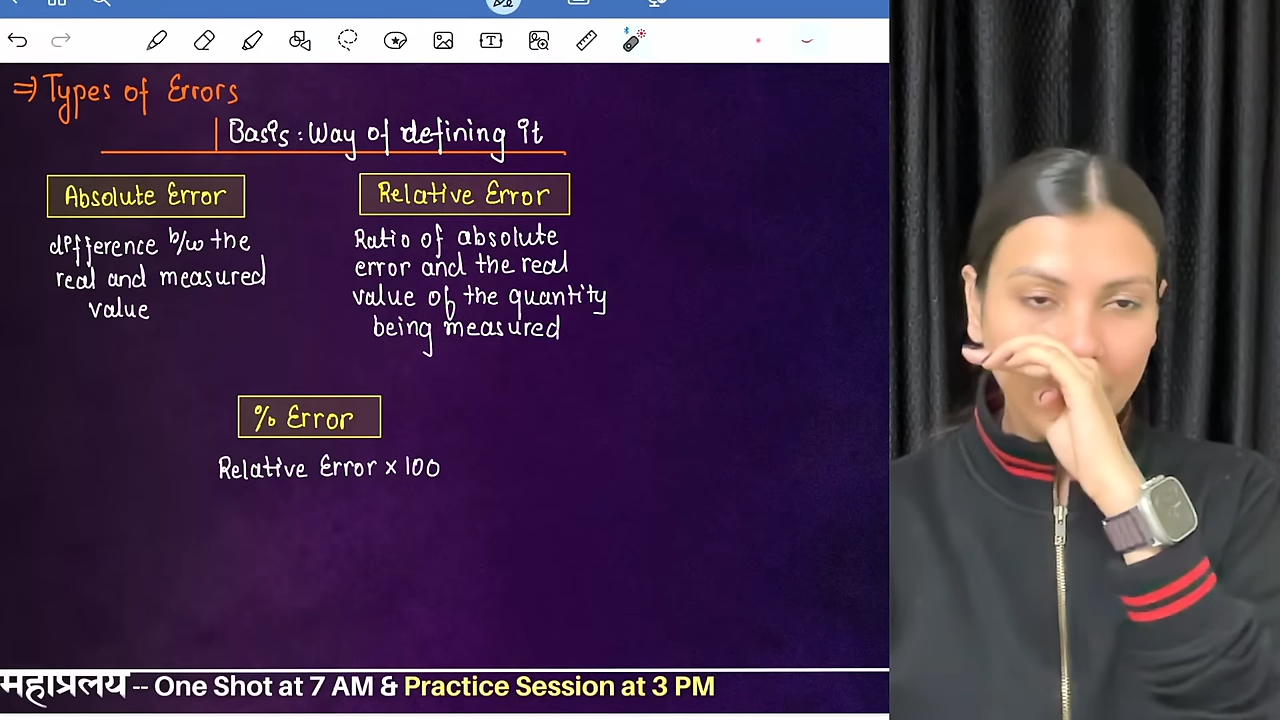 ⇒ Types of Errors
Basis : Way of defining it
Absolute Error
difference b/w the
real and measured
value
Relative Error
Ratio of absolute
error and the real
value of the quantity
being measured
% Error
Relative Error × 100
महाप्रलय -- One Shot at 7 AM & Practice Session at 3 PM